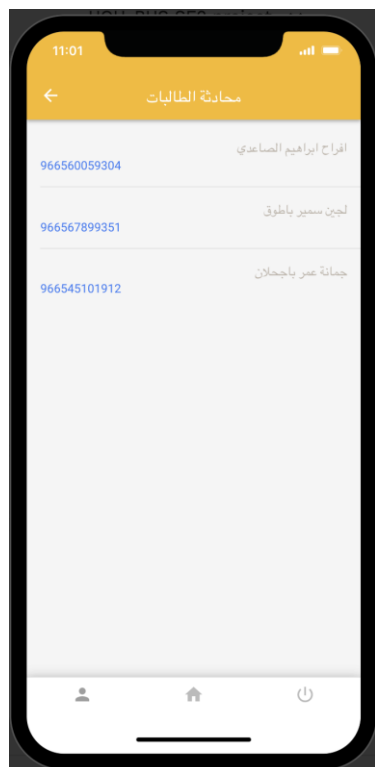 11:01
محادثة الطالبات
افراح ابراهيم الصاعدي
966560059304
لجين سمير باطوق
966567899351
جمانة عمر باجحلان
966545101912